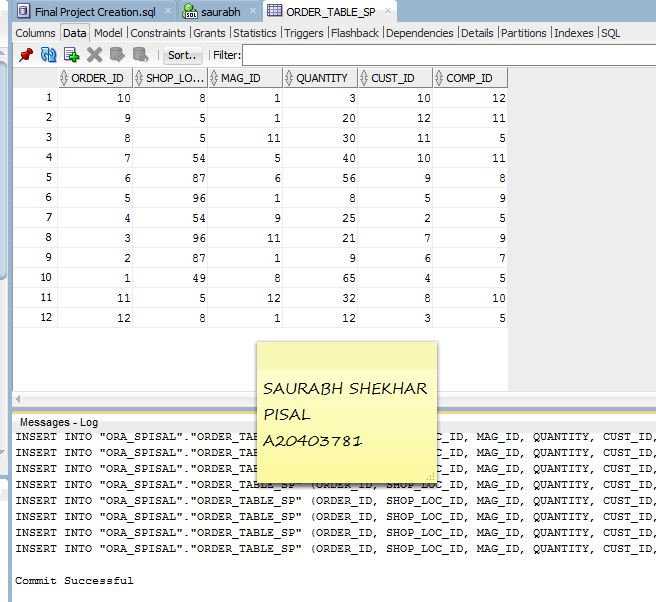 Final Project Creation.sql saurabh ORDER_TABLE_SP
Columns Data Model Constraints Grants Statistics Triggers Flashback Dependencies Details Partitions Indexes SQL
Sort.. Filter:
ORDER_ID SHOP_LO... MAG_ID QUANTITY CUST_ID COMP_ID
1 10 8 1 3 10 12
2 9 5 1 20 12 11
3 8 5 11 30 11 5
4 7 54 5 40 10 11
5 6 87 6 56 9 8
6 5 96 1 8 5 9
7 4 54 9 25 2 5
8 3 96 11 21 7 9
9 2 87 1 9 6 7
10 1 49 8 65 4 5
11 11 5 12 32 8 10
12 12 8 1 12 3 5
SAURABH SHEKHAR
PISAL
A20403781
Messages - Log
INSERT INTO "ORA_SPISAL"."ORDER_TAB LOC_ID, MAG_ID, QUANTITY, CUST_ID,
INSERT INTO "ORA_SPISAL"."ORDER_TAB LOC_ID, MAG_ID, QUANTITY, CUST_ID,
INSERT INTO "ORA_SPISAL"."ORDER_TAB LOC_ID, MAG_ID, QUANTITY, CUST_ID,
INSERT INTO "ORA_SPISAL"."ORDER_TABLE_SP" (ORDER_ID, SHOP_LOC_ID, MAG_ID, QUANTITY, CUST_ID,
INSERT INTO "ORA_SPISAL"."ORDER_TABLE_SP" (ORDER_ID, SHOP_LOC_ID, MAG_ID, QUANTITY, CUST_ID,
INSERT INTO "ORA_SPISAL"."ORDER_TABLE_SP" (ORDER_ID, SHOP_LOC_ID, MAG_ID, QUANTITY, CUST_ID,
INSERT INTO "ORA_SPISAL"."ORDER_TABLE_SP" (ORDER_ID, SHOP_LOC_ID, MAG_ID, QUANTITY, CUST_ID,
INSERT INTO "ORA_SPISAL"."ORDER_TABLE_SP" (ORDER_ID, SHOP_LOC_ID, MAG_ID, QUANTITY, CUST_ID,
Commit Successful